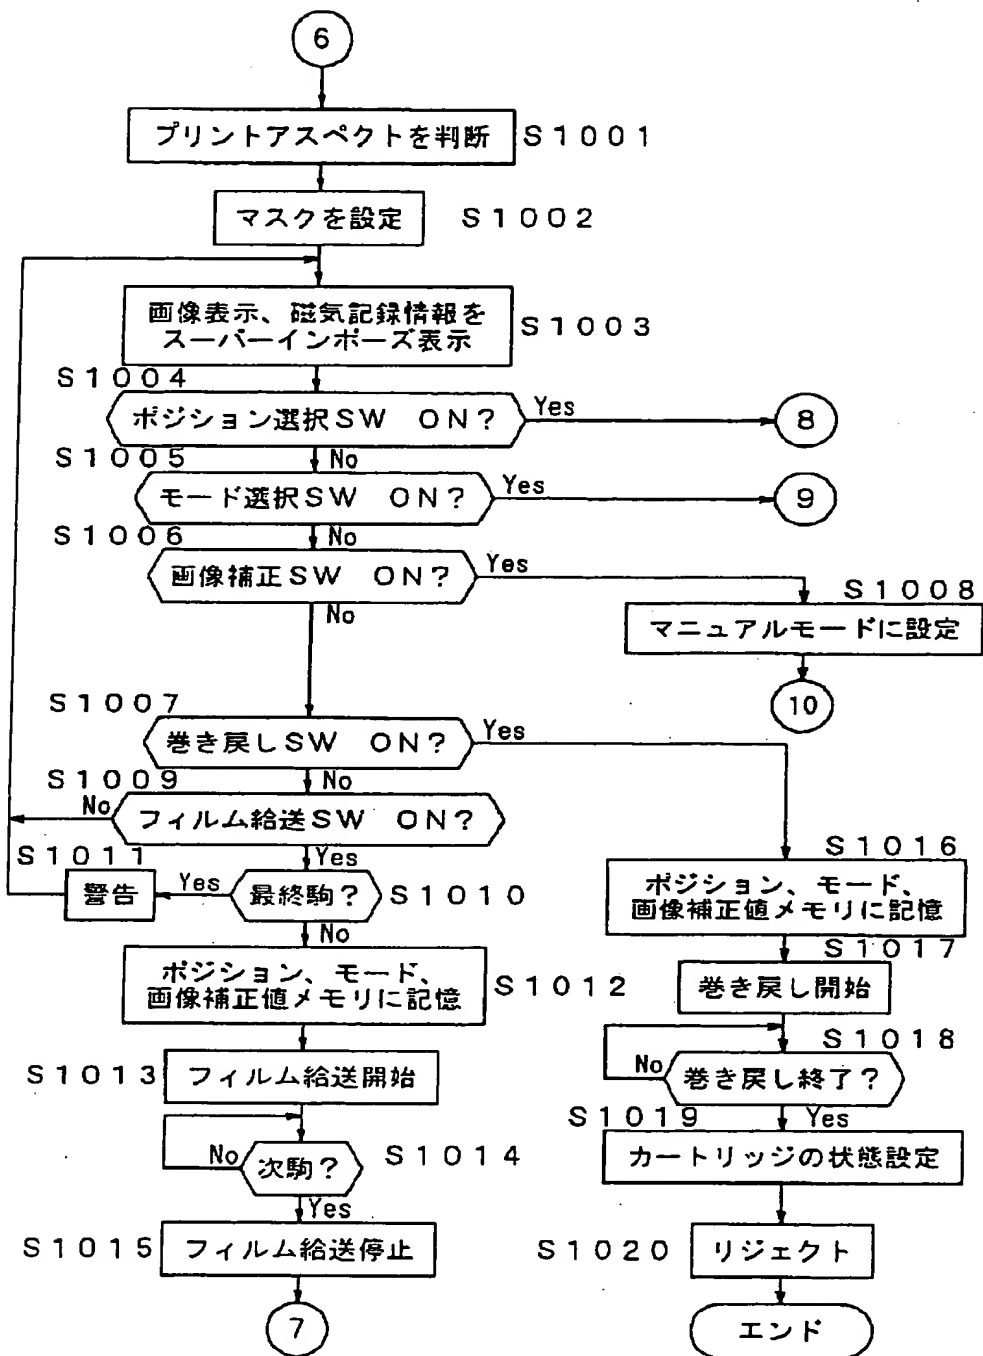 6
プリントアスペクトを判断 S1001
マスクを設定 S1002
画像表示、磁気記録情報を
スーパーインポーズ表示
S1003
S1004
ポジション選択SW ON?
Yes
8
No
S1005
モード選択SW ON?
Yes
9
No
S1006
画像補正SW ON?
Yes
No
S1008
マニュアルモードに設定
10
S1007
巻き戻しSW ON?
Yes
No
S1009
フィルム給送SW ON?
No
Yes
S1011
警告
Yes
最終駒?
S1010
No
ポジション、モード、
画像補正値メモリに記憶
S1012
S1013
フィルム給送開始
No
次駒?
S1014
Yes
S1015
フィルム給送停止
7
S1016
ポジション、モード、
画像補正値メモリに記憶
S1017
巻き戻し開始
S1018
No
巻き戻し終了?
S1019
Yes
カートリッジの状態設定
S1020
リジェクト
エンド